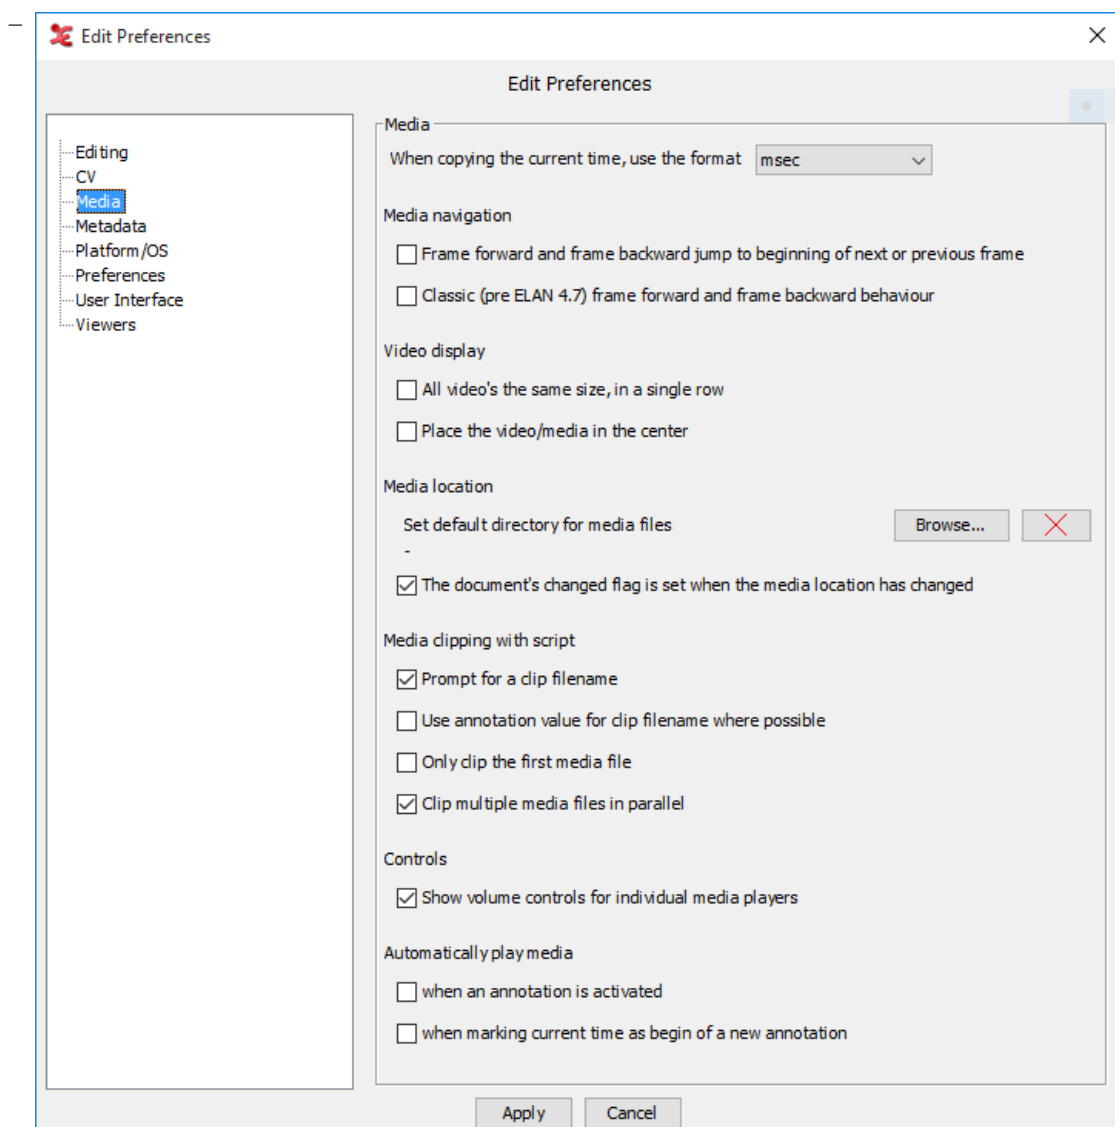 Edit Preferences
Edit Preferences
Editing
CV
Media
Metadata
Platform/OS
Preferences
User Interface
Viewers
Media
When copying the current time, use the format msec
Media navigation
Frame forward and frame backward jump to beginning of next or previous frame
Classic (pre ELAN 4.7) frame forward and frame backward behaviour
Video display
All video's the same size, in a single row
Place the video/media in the center
Media location
Set default directory for media files Browse...
-
The document's changed flag is set when the media location has changed
Media clipping with script
Prompt for a clip filename
Use annotation value for clip filename where possible
Only clip the first media file
Clip multiple media files in parallel
Controls
Show volume controls for individual media players
Automatically play media
when an annotation is activated
when marking current time as begin of a new annotation
Apply Cancel